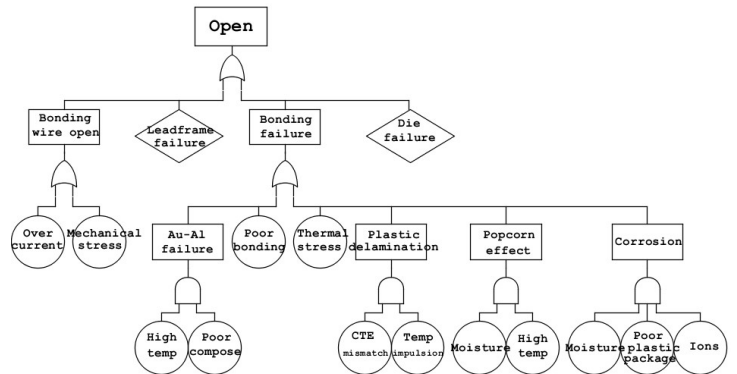 Open
Bonding
wire open
Leadframe
failure
Bonding
failure
Die
failure
Over
current
Mechanical
stress
Au-Al
failure
Poor
bonding
Thermal
stress
Plastic
delamination
Popcorn
effect
Corrosion
High
temp
Poor
compose
CTE
mismatch
Temp
impulsion
Moisture
High
temp
Moisture
Poor
plastic
package
Ions